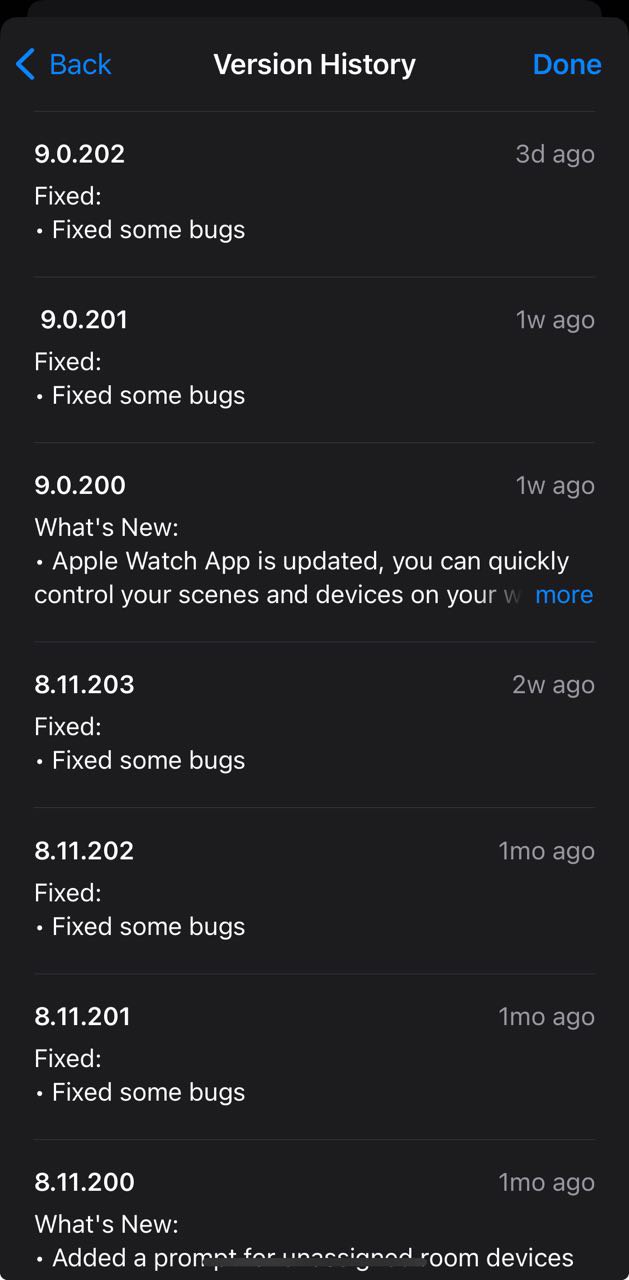 Back Version History Done
9.0.202 3d ago
Fixed:
• Fixed some bugs
9.0.201 1w ago
Fixed:
• Fixed some bugs
9.0.200 1w ago
What's New:
• Apple Watch App is updated, you can quickly
control your scenes and devices on your w more
8.11.203 2w ago
Fixed:
• Fixed some bugs
8.11.202 1mo ago
Fixed:
• Fixed some bugs
8.11.201 1mo ago
Fixed:
• Fixed some bugs
8.11.200 1mo ago
What's New:
• Added a prompt for unassigned room devices